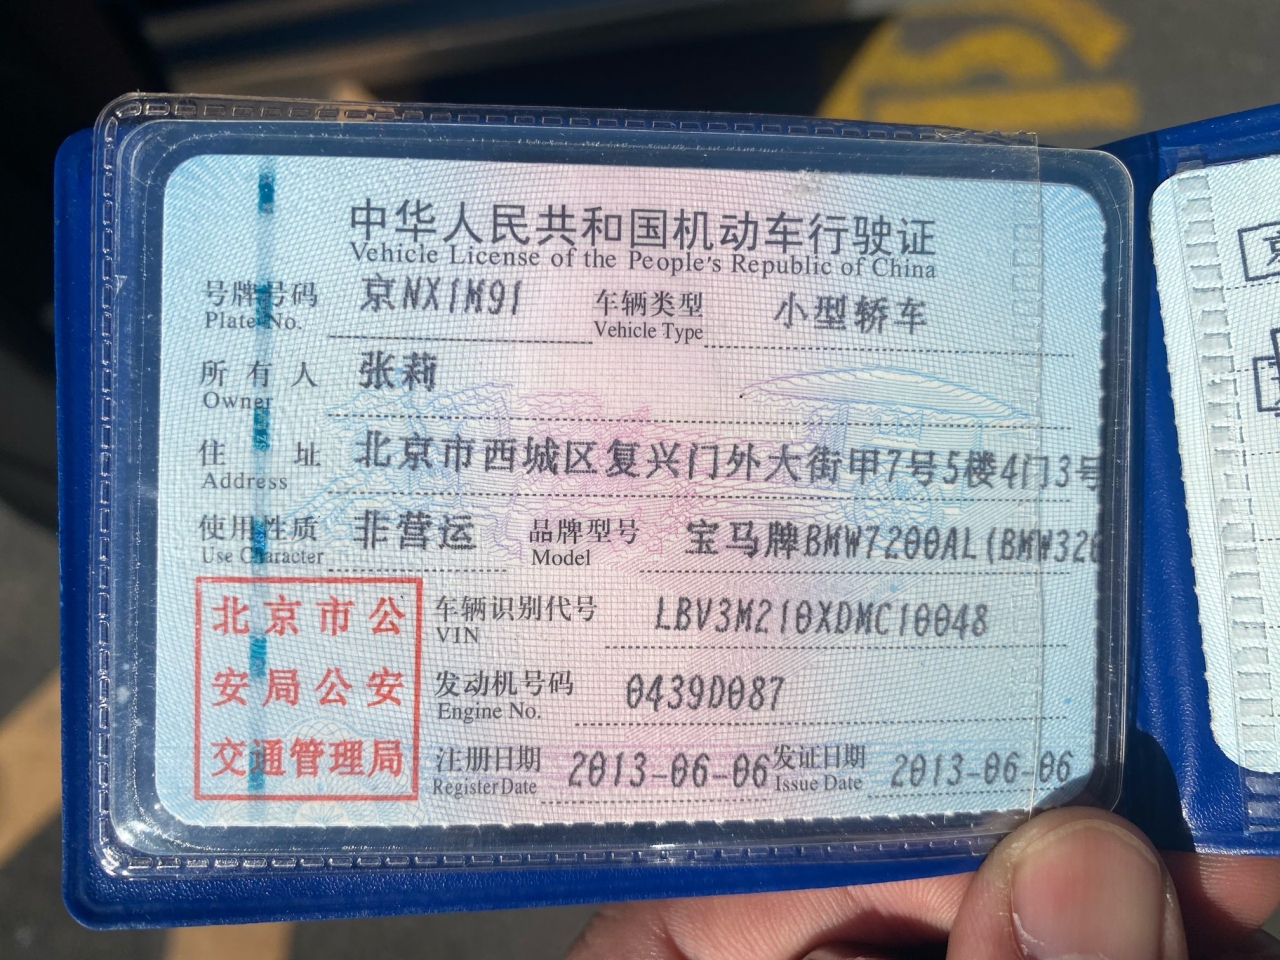 中华人民共和国机动车行驶证
Vehicle License of the People's Republic of China
号牌号码 京NX1M91 车辆类型 小型轿车
Plate No. Vehicle Type
所有人 张莉
Owner
住址 北京市西城区复兴门外大街甲7号5楼4门3号
Address
使用性质 非营运 品牌型号 宝马牌BMW7200AL(BMW320
Use Character Model
北京市公
安局公安
交通管理局
车辆识别代号 LBV3M210XDMC10048
VIN
发动机号码 0439D087
Engine No.
注册日期 2013-06-06 发证日期 2013-06-06
Register Date Issue Date
京